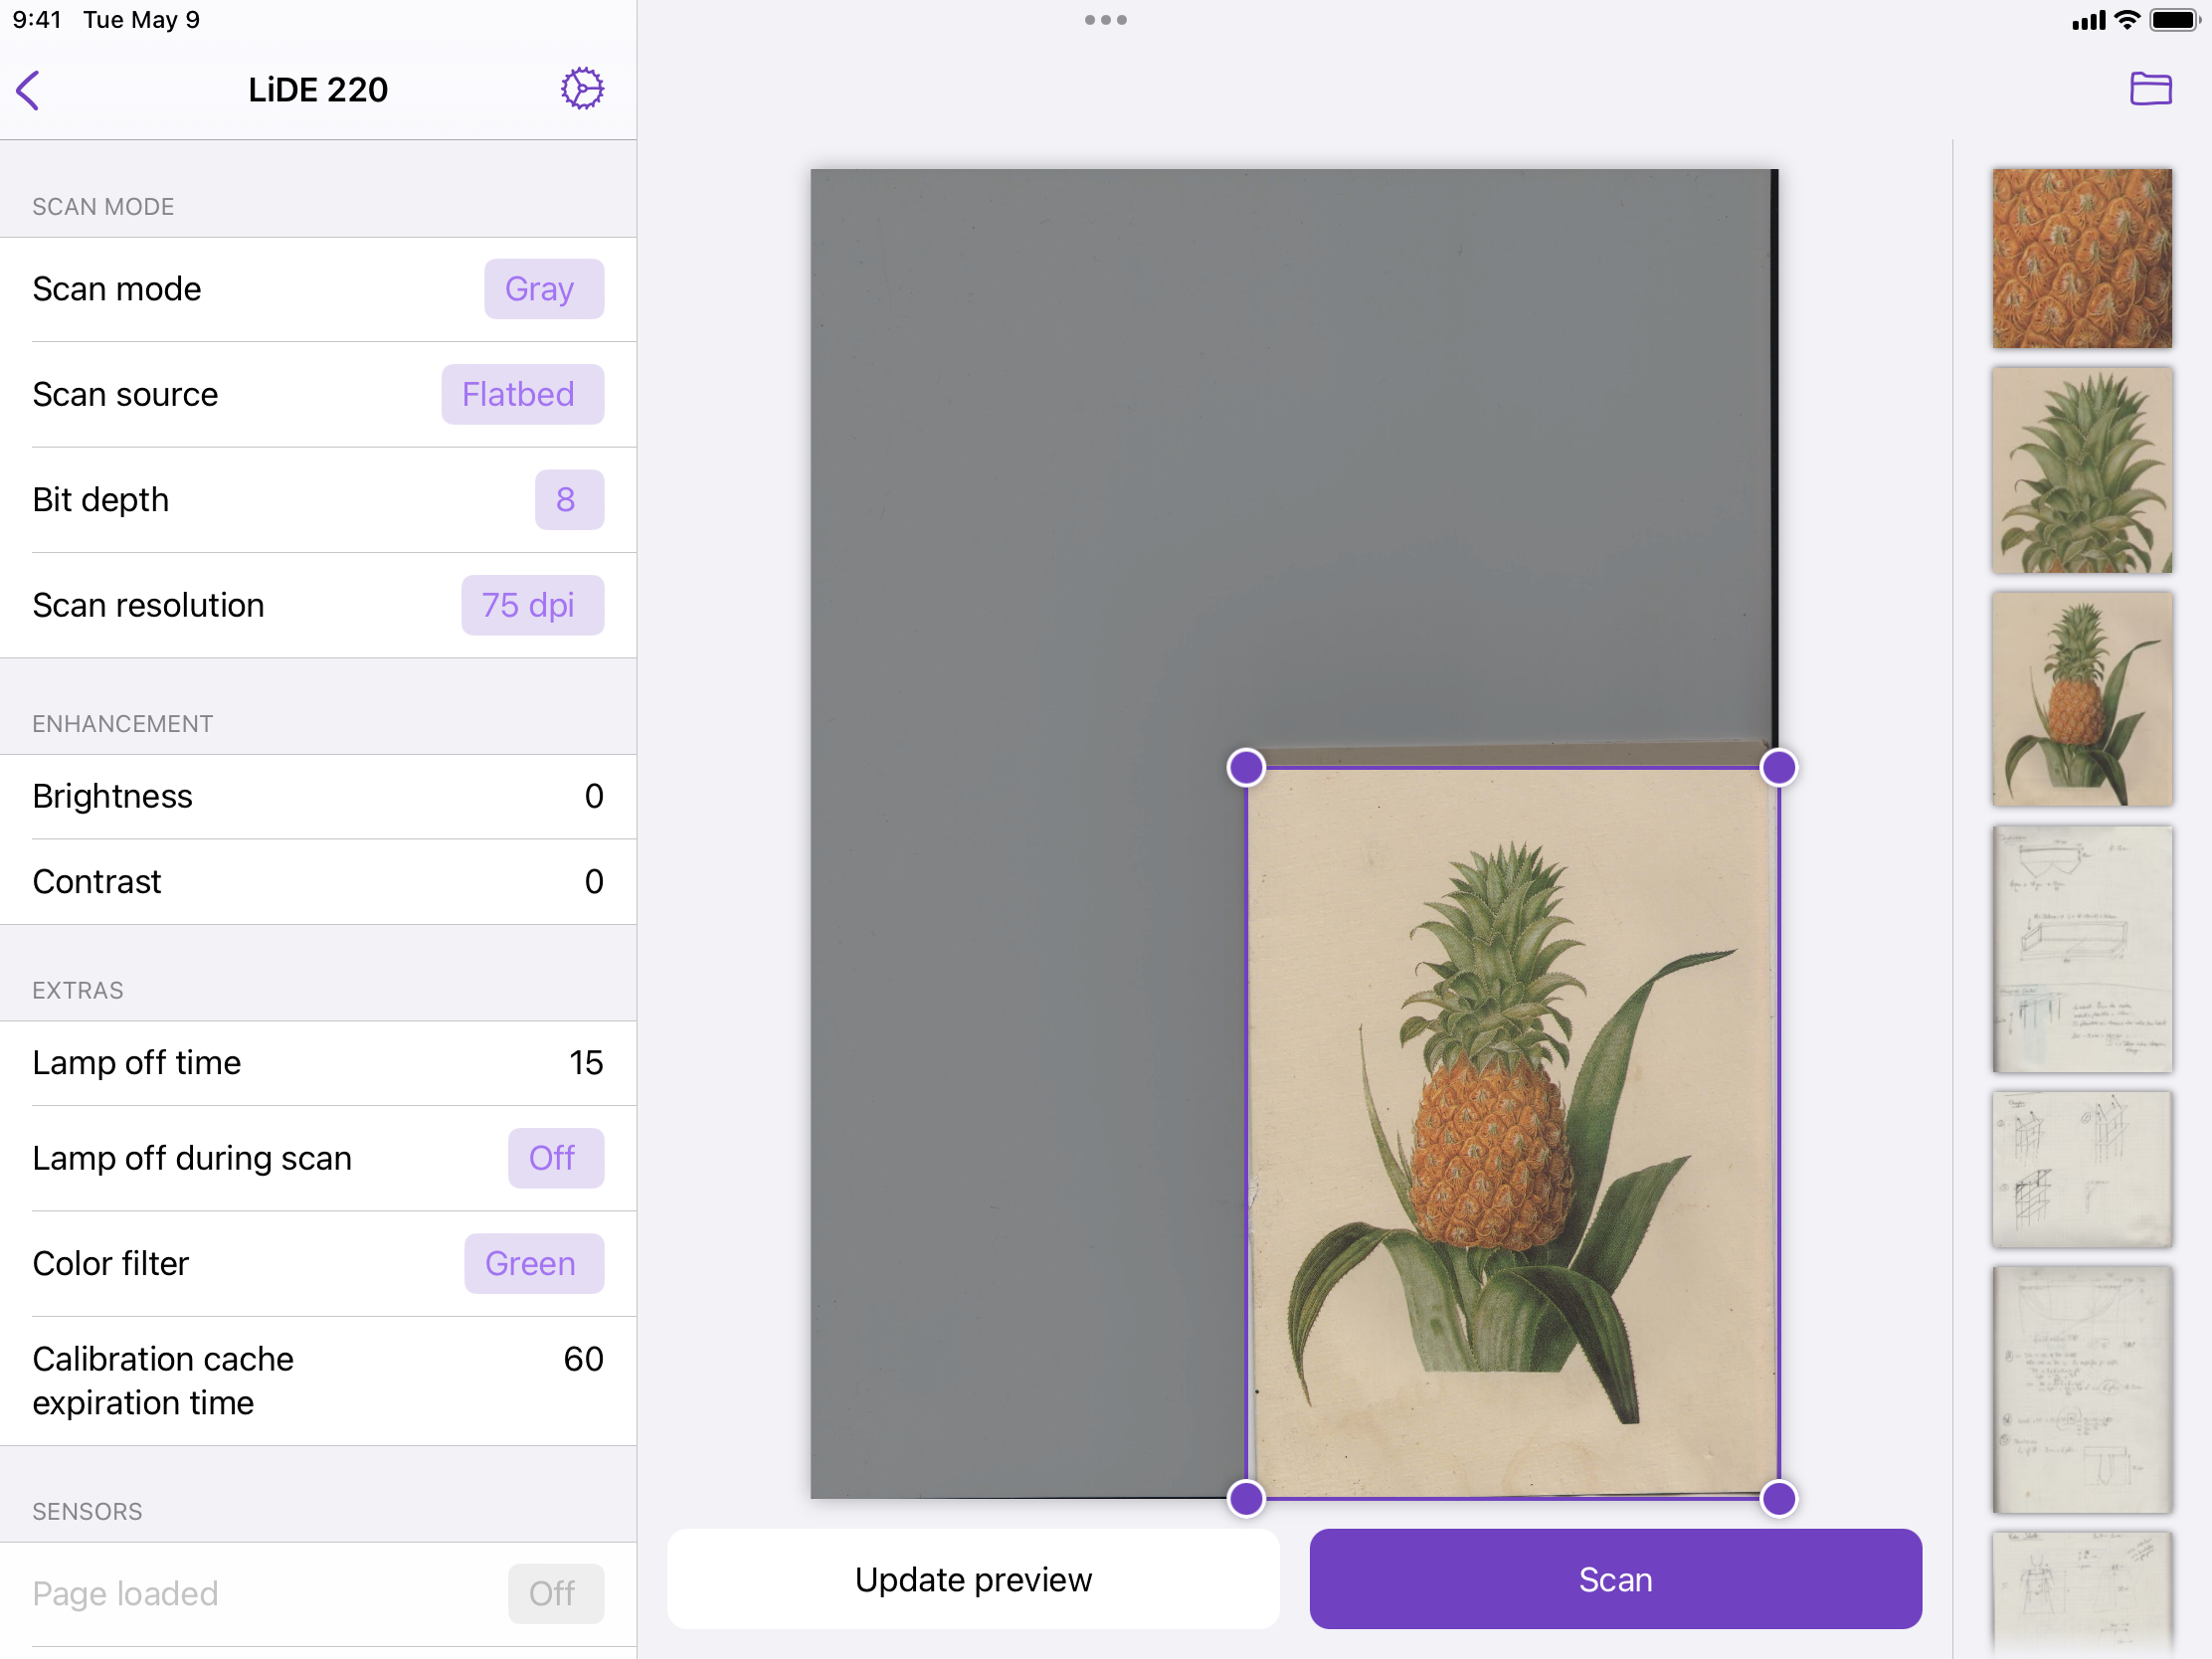 9:41 Tue May 9
LiDE 220
SCAN MODE
Scan mode Gray
Scan source Flatbed
Bit depth 8
Scan resolution 75 dpi
ENHANCEMENT
Brightness 0
Contrast 0
EXTRAS
Lamp off time 15
Lamp off during scan Off
Color filter Green
Calibration cache 60
expiration time
SENSORS
Page loaded Off
Update preview
Scan